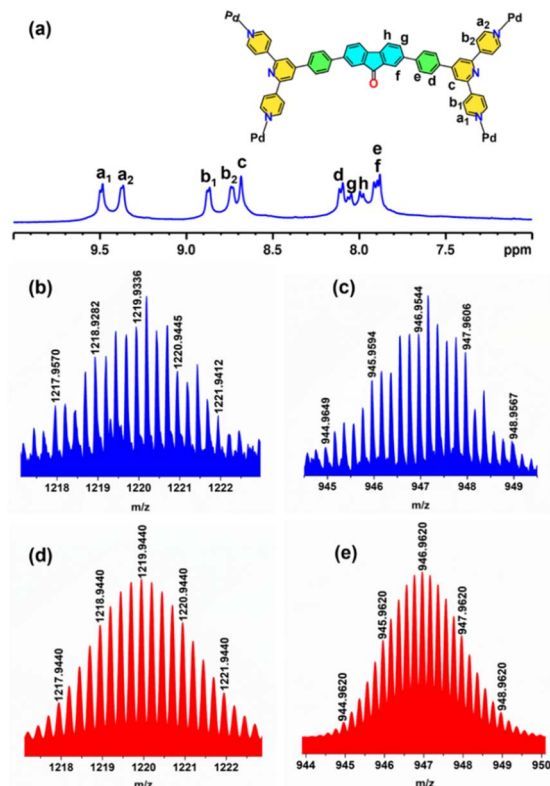 (a)
Pd Pd
a2
N N
b2
h g
N N
f e d c
O
b1
N N a1
Pd Pd
a1 a2 b1 b2 c d g h e f
9.5 9.0 8.5 8.0 7.5 ppm
(b)
1217.9570 1218.9282 1219.9336 1220.9445 1221.9412
1218 1219 1220 1221 1222
m/z
(c)
944.9649 945.9594 946.9544 947.9606 948.9567
945 946 947 948 949
m/z
(d)
1217.9440 1218.9440 1219.9440 1220.9440 1221.9440
1218 1219 1220 1221 1222
m/z
(e)
944.9620 945.9620 946.9620 947.9620 948.9620
944 945 946 947 948 949 950
m/z